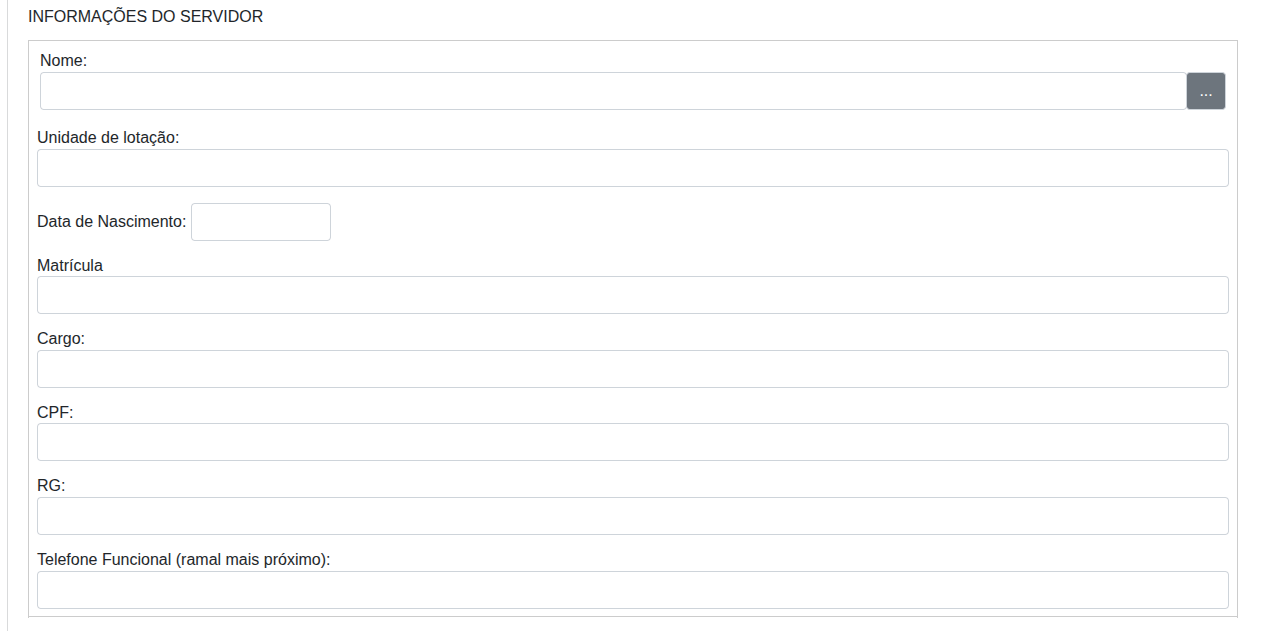 INFORMAÇÕES DO SERVIDOR
Nome:
...
Unidade de lotação:
Data de Nascimento:
Matrícula
Cargo:
CPF:
RG:
Telefone Funcional (ramal mais próximo):